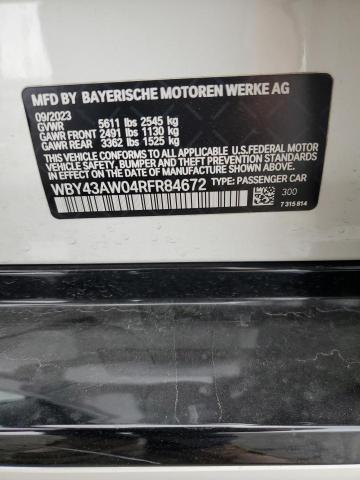 MFD BY BAYERISCHE MOTOREN WERKE AG
09/2023
GVWR 5611 lbs 2545 kg
GAWR FRONT 2491 lbs 1130 kg
GAWR REAR 3362 lbs 1525 kg
THIS VEHICLE CONFORMS TO ALL APPLICABLE U.S.FEDERAL MOTOR
VEHICLE SAFETY, BUMPER, AND THEFT PREVENTION STANDARDS IN
EFFECT ON THE DATE OF MANUFACTURE SHOWN ABOVE.
WBY43AW04RFR84672 TYPE: PASSENGER CAR
300
7 315 814